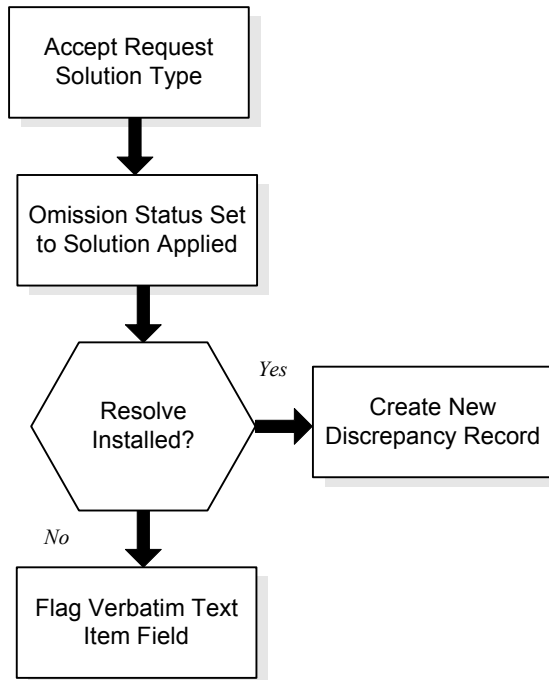 Accept Request
Solution Type
Omission Status Set
to Solution Applied
Resolve
Installed?
Yes
Create New
Discrepancy Record
No
Flag Verbatim Text
Item Field